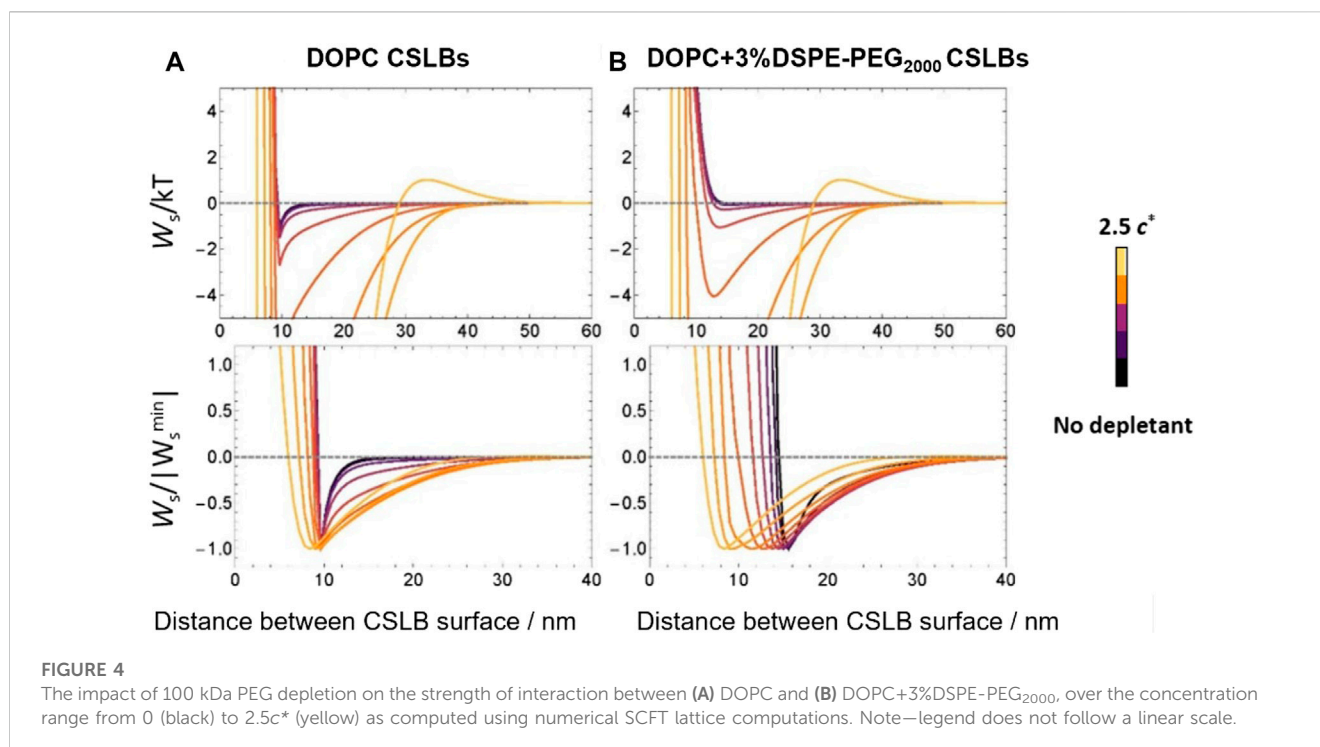 A DOPC CSLBs
B DOPC+3%DSPE-PEG2000 CSLBs
Ws/kT
4
2
0
−2
−4
0 10 20 30 40 50 60
4
2
0
−2
−4
0 10 20 30 40 50 60
2.5 c*
No depletant
Ws/|Ws^min|
1.0
0.5
0.0
−0.5
−1.0
0 10 20 30 40
1.0
0.5
0.0
−0.5
−1.0
0 10 20 30 40
Distance between CSLB surface / nm
Distance between CSLB surface / nm
FIGURE 4
The impact of 100 kDa PEG depletion on the strength of interaction between (A) DOPC and (B) DOPC+3%DSPE-PEG2000, over the concentration
range from 0 (black) to 2.5c* (yellow) as computed using numerical SCFT lattice computations. Note—legend does not follow a linear scale.